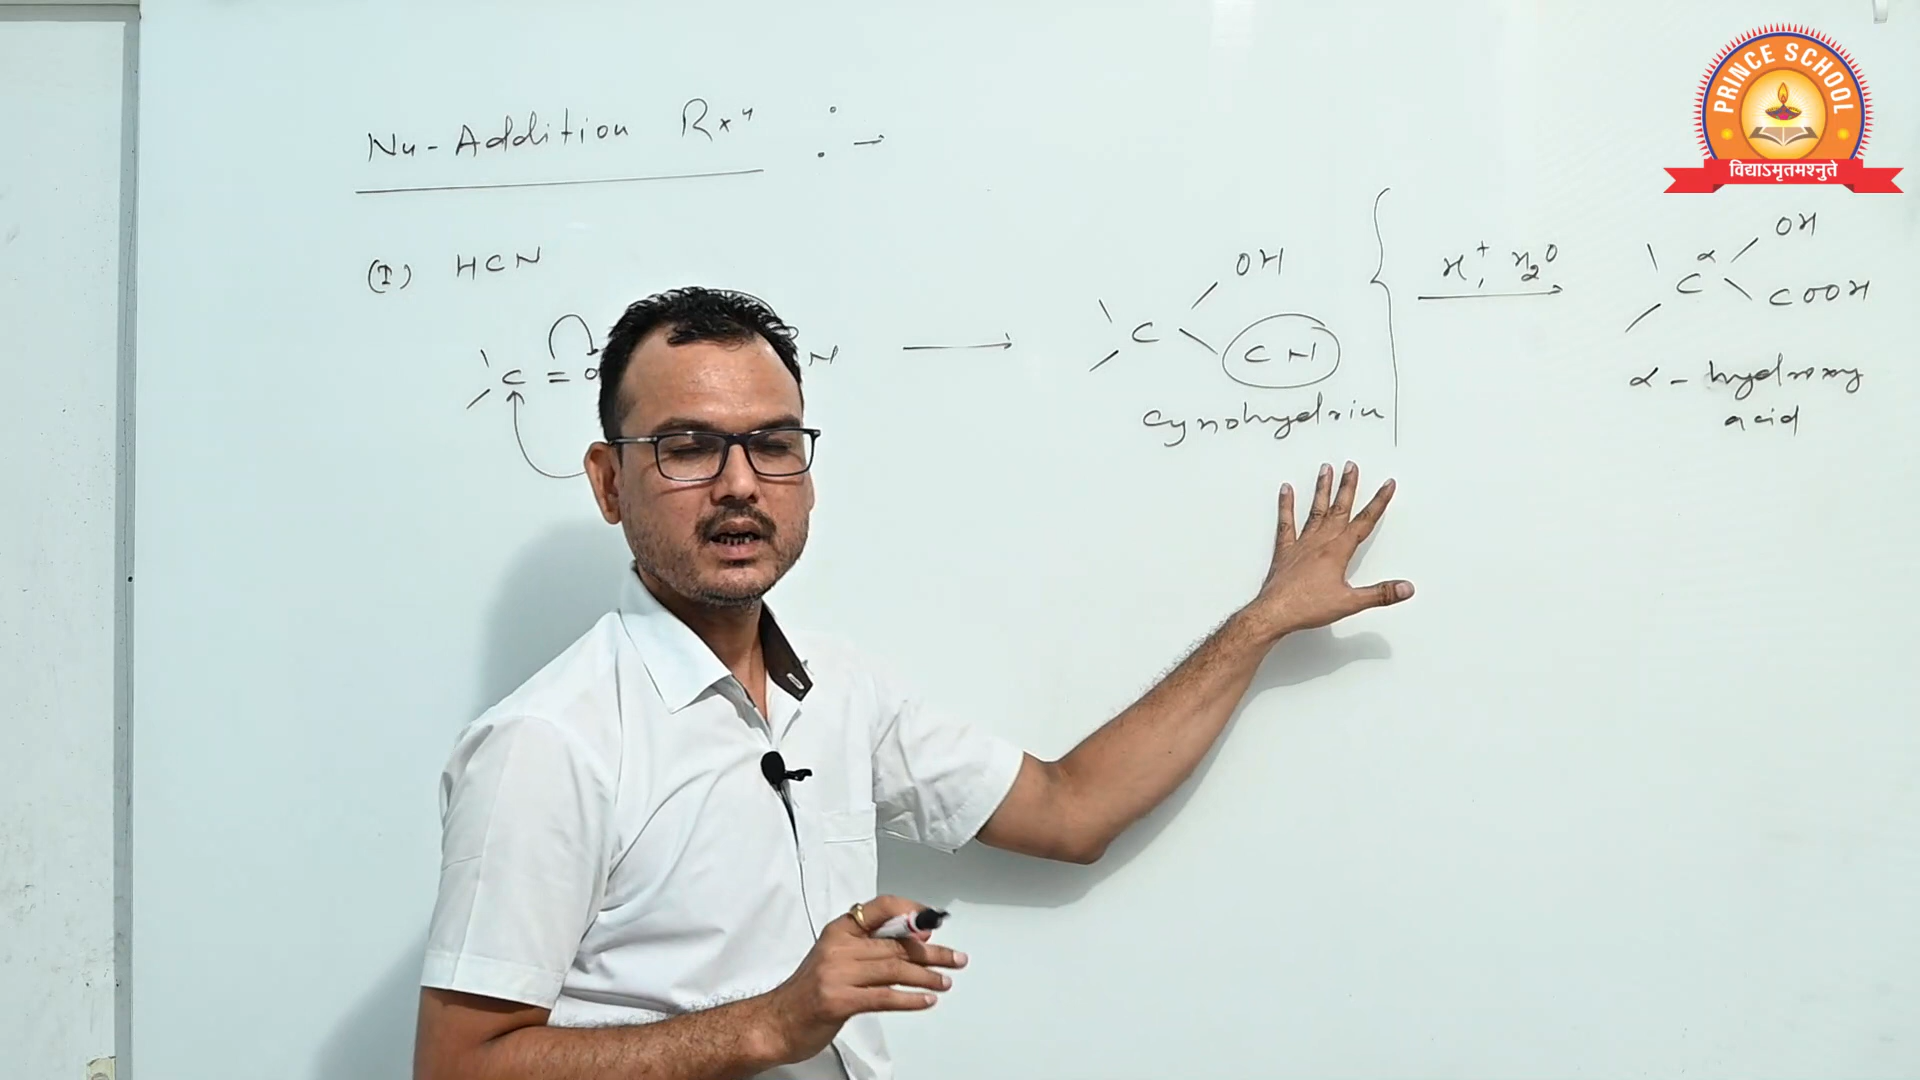 PRINCE SCHOOL
विद्याऽमृतमश्नुते
Nu-Addition Rxn :→
(I) HCN
C = O
N
→
C
OH
CN
cynohydrin
H+, H2O
C α
OH
COOH
α-hydroxy
acid